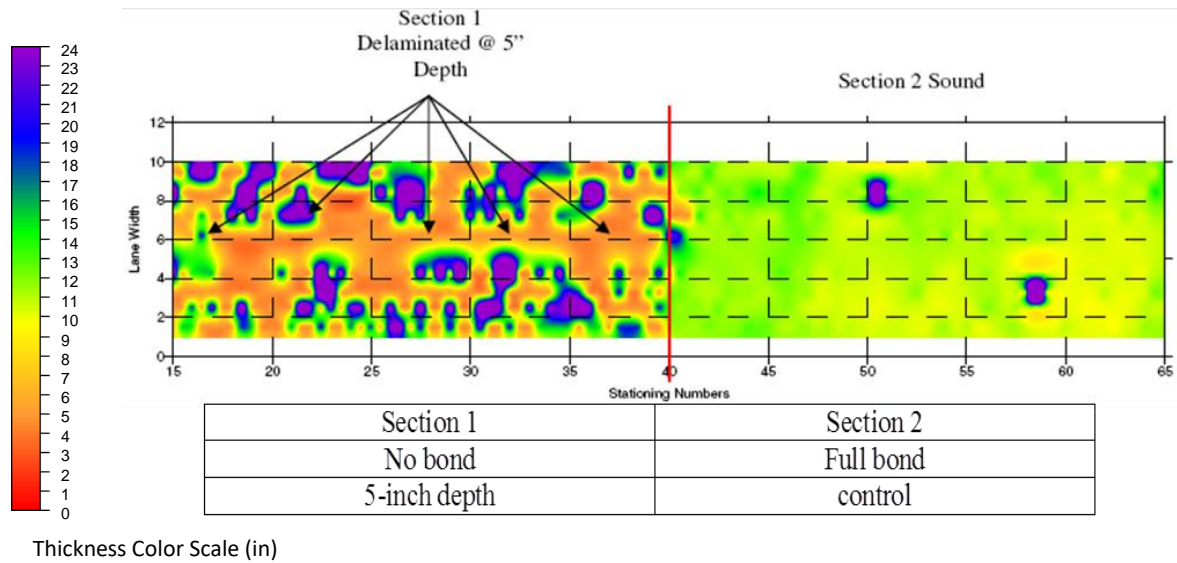 Section 1
Delaminated @ 5”
Depth
Section 2 Sound
24
23
22
21
20
19
18
17
16
15
14
13
12
11
10
9
8
7
6
5
4
3
2
1
0
Thickness Color Scale (in)
Lane Width
12
10
8
6
4
2
0
15 20 25 30 35 40 45 50 55 60 65
Stationing Numbers
Section 1 Section 2
No bond Full bond
5-inch depth control